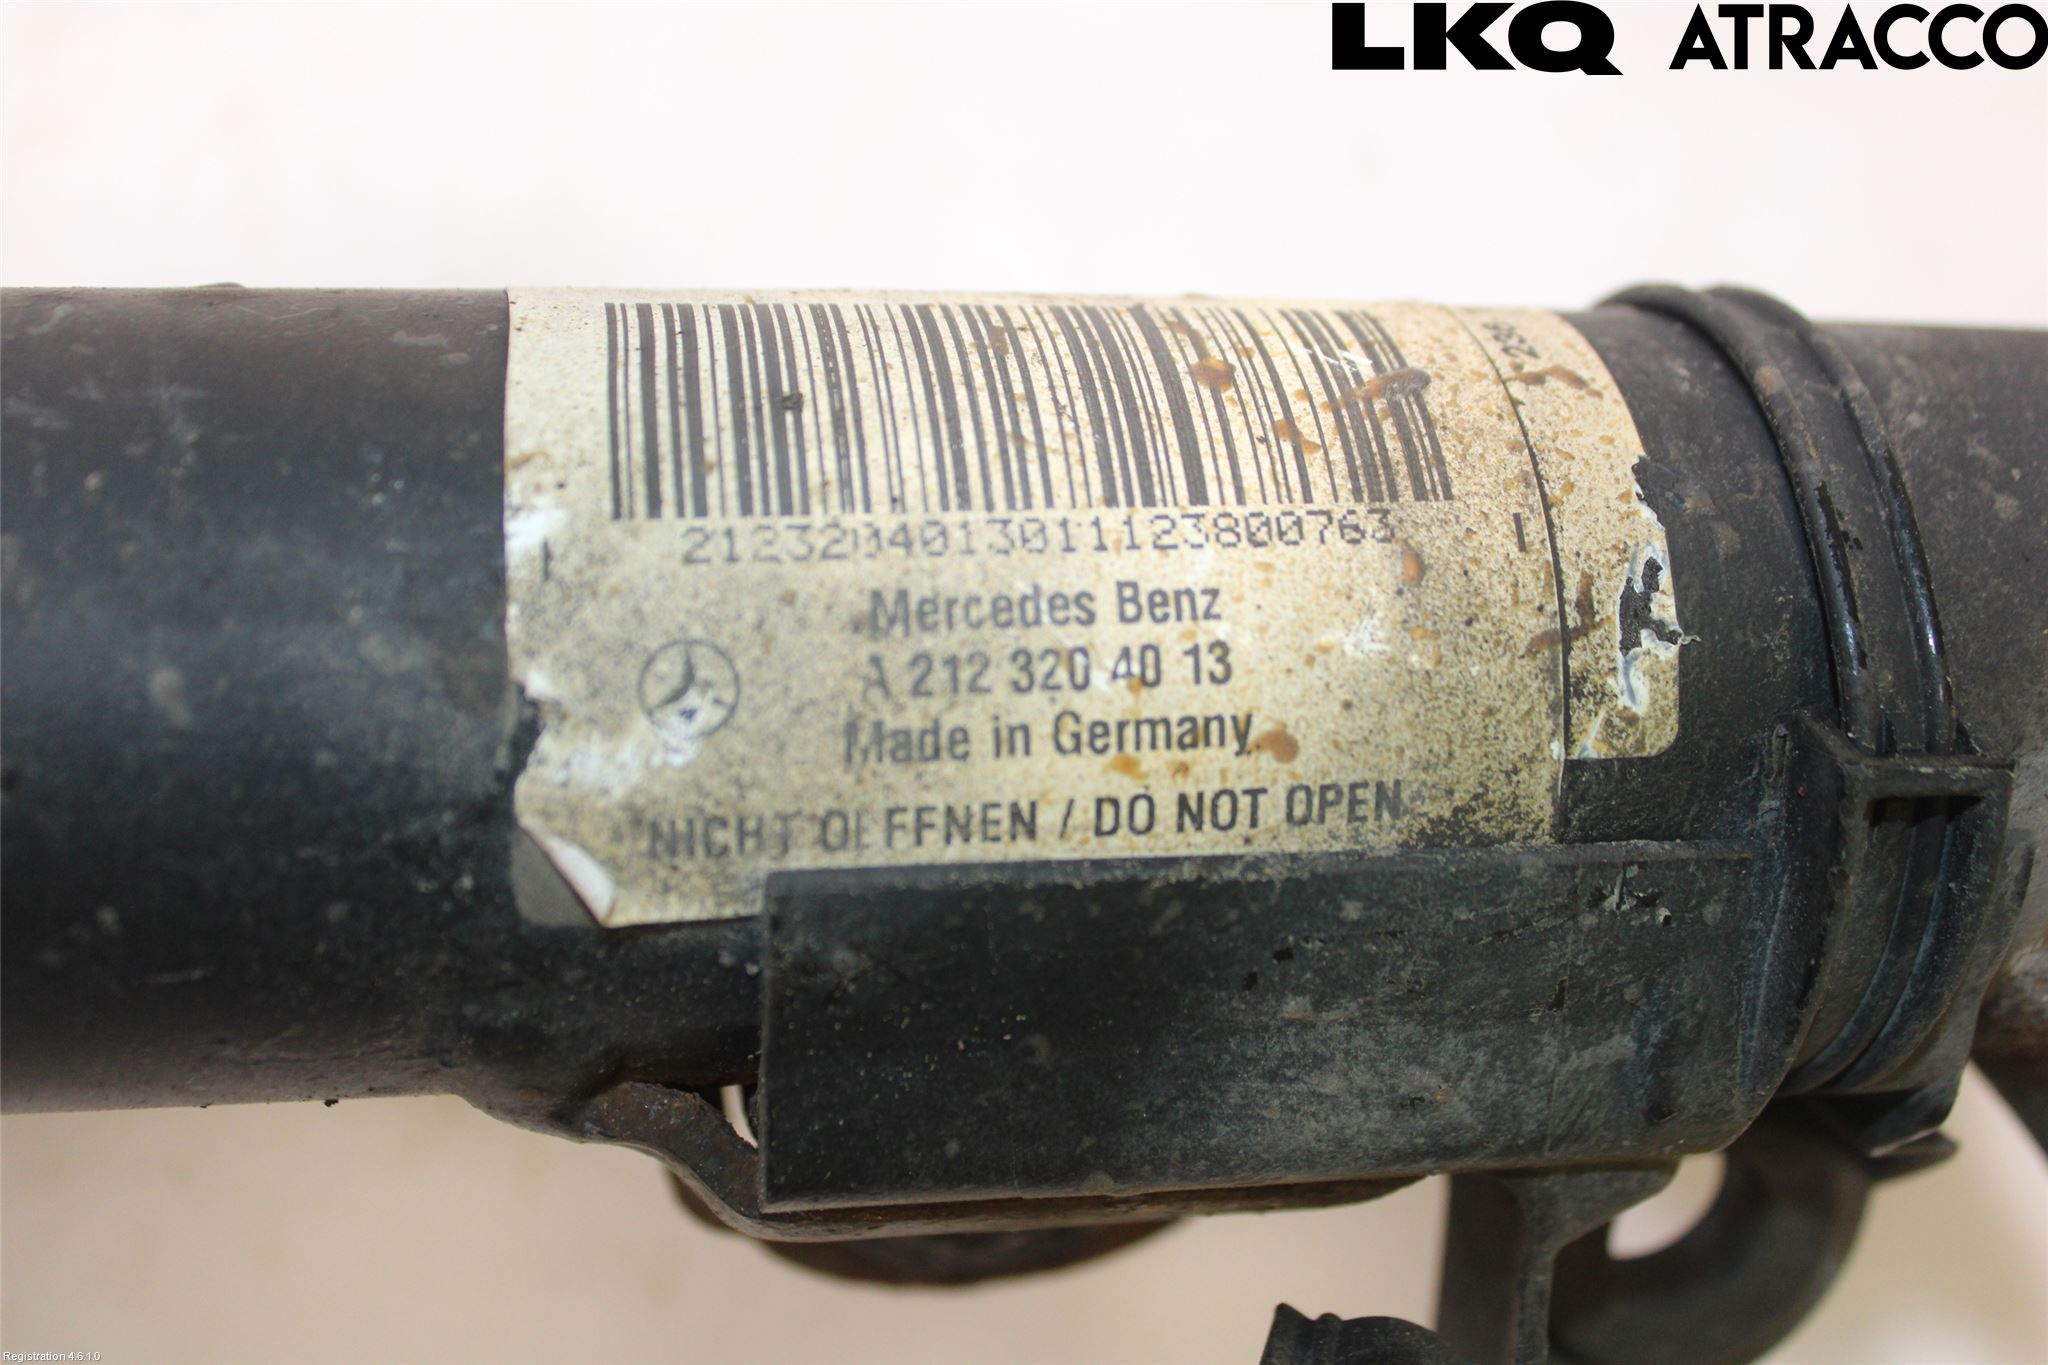 LKQ ATRACCO
2123204013011123800763
Mercedes Benz
A 212 320 40 13
Made in Germany
NICHT OEFFNEN / DO NOT OPEN
Registration 4.6.1.0